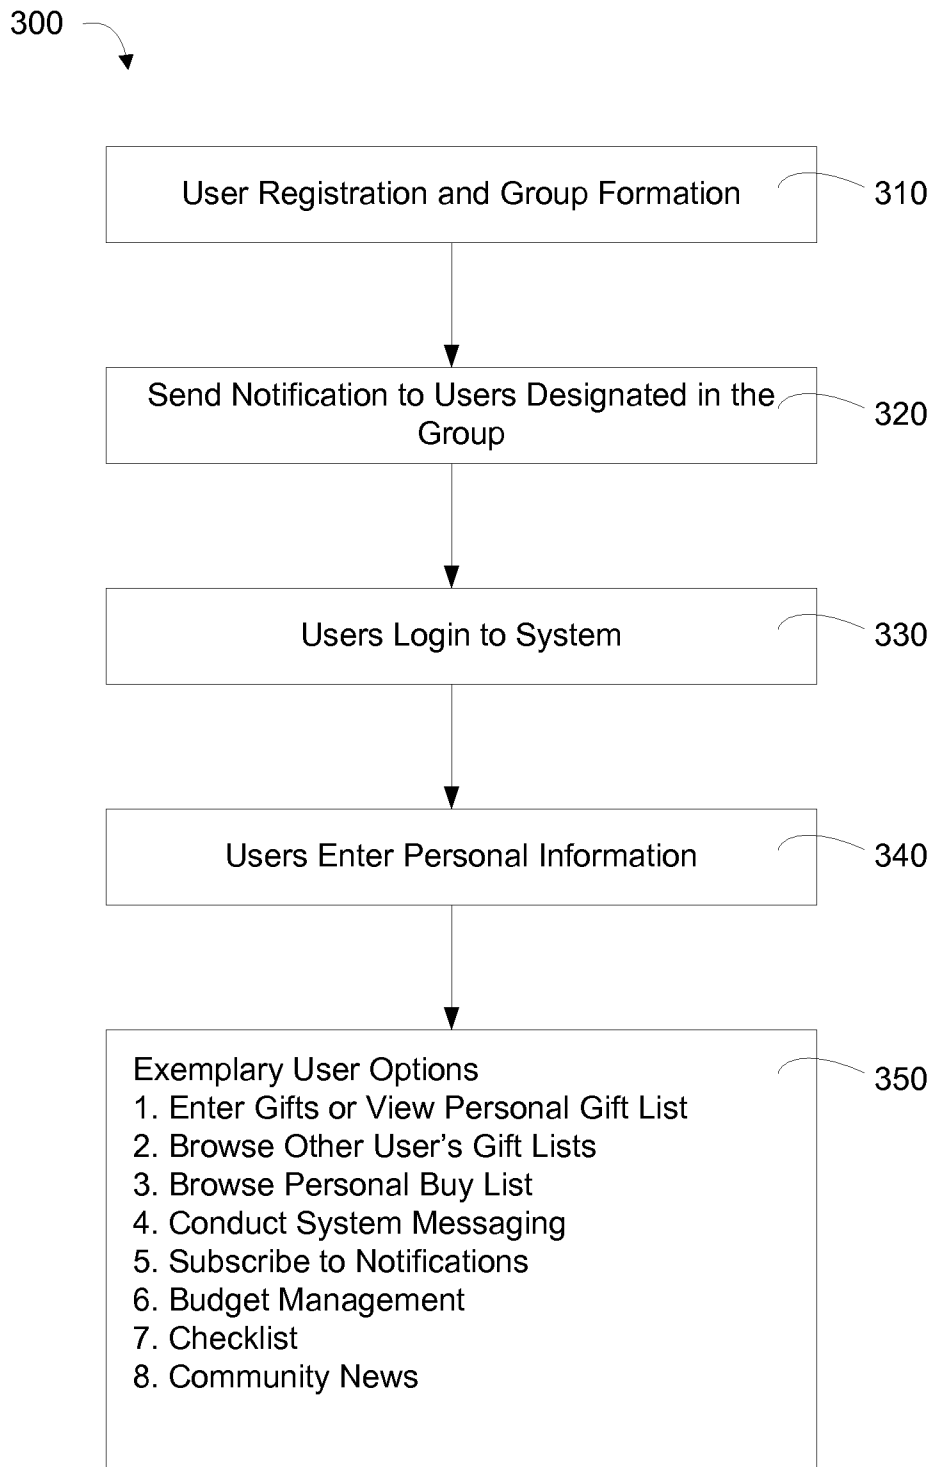 300
User Registration and Group Formation
310
Send Notification to Users Designated in the
Group
320
Users Login to System
330
Users Enter Personal Information
340
Exemplary User Options
350
1. Enter Gifts or View Personal Gift List
2. Browse Other User’s Gift Lists
3. Browse Personal Buy List
4. Conduct System Messaging
5. Subscribe to Notifications
6. Budget Management
7. Checklist
8. Community News